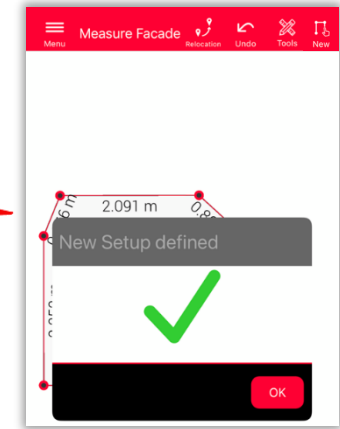 Menu Measure Facade Relocation Undo Tools New
2.091 m
New Setup defined
OK